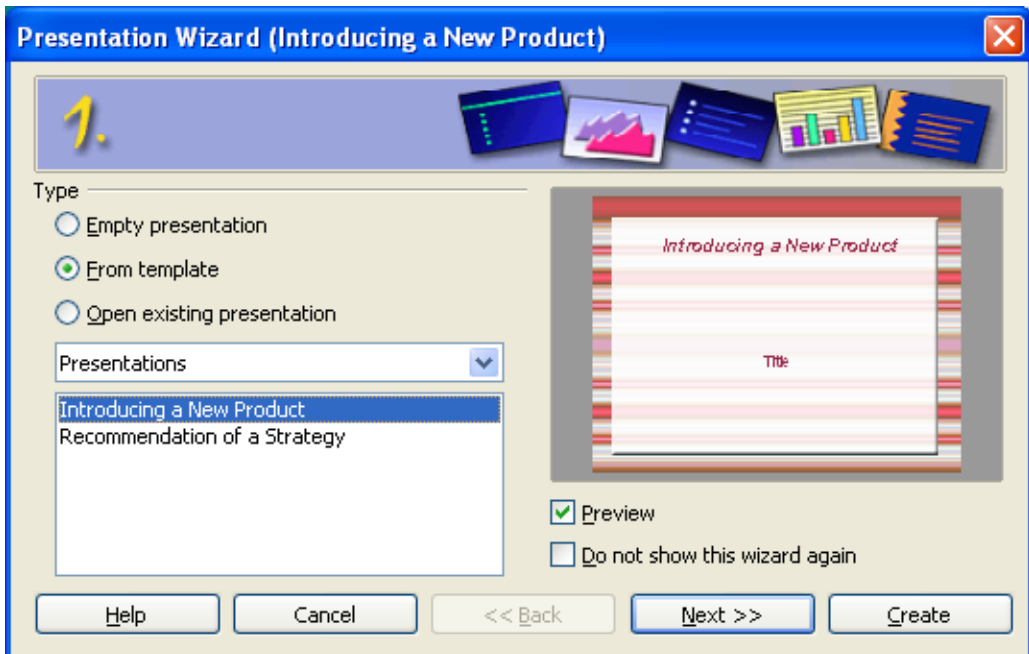 Presentation Wizard (Introducing a New Product)
1.
Type
Empty presentation
From template
Open existing presentation
Presentations
Introducing a New Product
Recommendation of a Strategy
Introducing a New Product
Title
Preview
Do not show this wizard again
Help
Cancel
<< Back
Next >>
Create